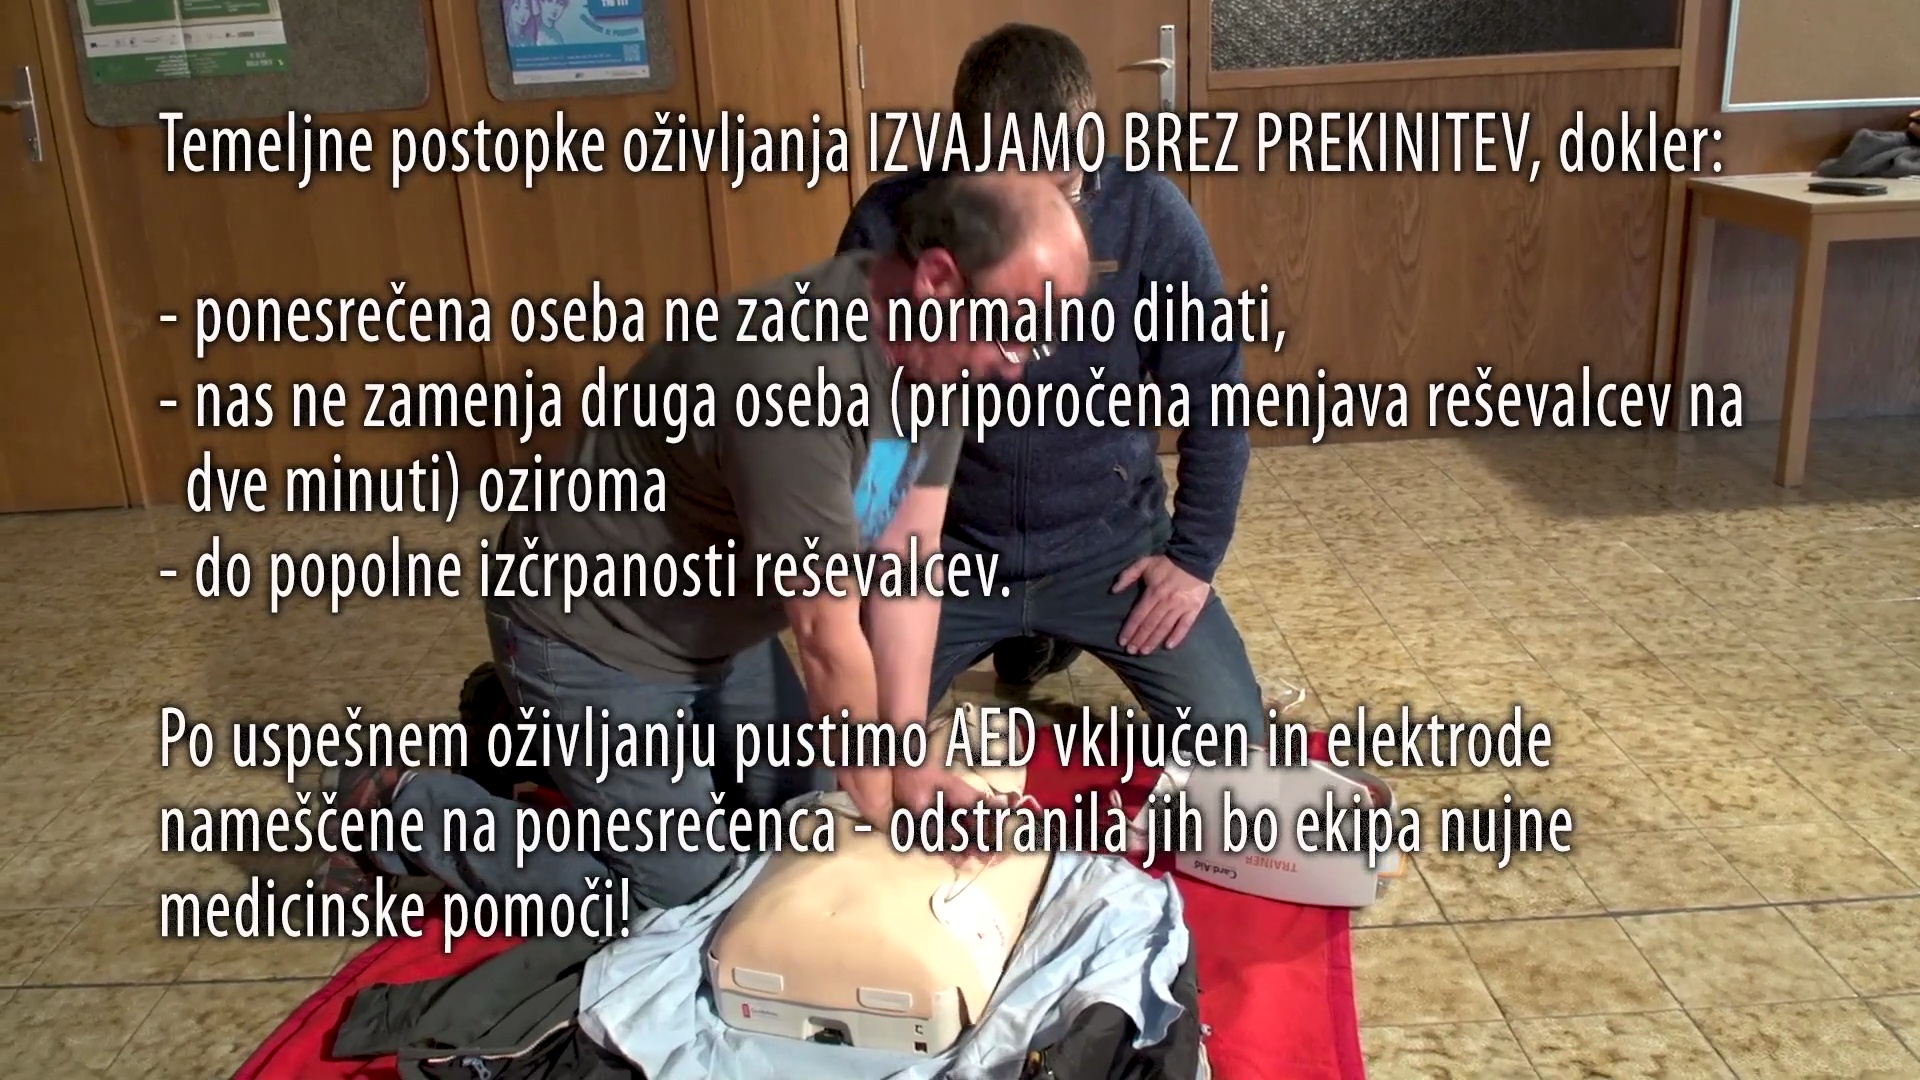 Temeljne postopke oživljanja IZVAJAMO BREZ PREKINITEV, dokler:
- ponesrečena oseba ne začne normalno dihati,
- nas ne zamenja druga oseba (priporočena menjava reševalcev na
dve minuti) oziroma
- do popolne izčrpanosti reševalcev.
Po uspešnem oživljanju pustimo AED vključen in elektrode
nameščene na ponesrečenca - odstranila jih bo ekipa nujne
medicinske pomoči!
TRAINER